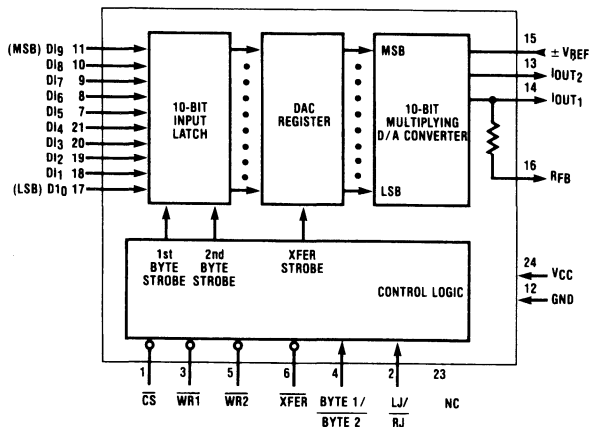 (MSB) DI9 11
DI8 10
DI7 9
DI6 8
DI5 7
DI4 21
DI3 20
DI2 19
DI1 18
(LSB) D10 17
10-BIT
INPUT
LATCH
DAC
REGISTER
MSB
10-BIT
MULTIPLYING
D/A CONVERTER
LSB
15
± VREF
13
IOUT2
14
IOUT1
16
RFB
1st
BYTE
STROBE
2nd
BYTE
STROBE
XFER
STROBE
CONTROL LOGIC
24
VCC
12
GND
1
CS
3
WR1
5
WR2
6
XFER
4
BYTE 1/
BYTE 2
2
LJ/
RJ
23
NC